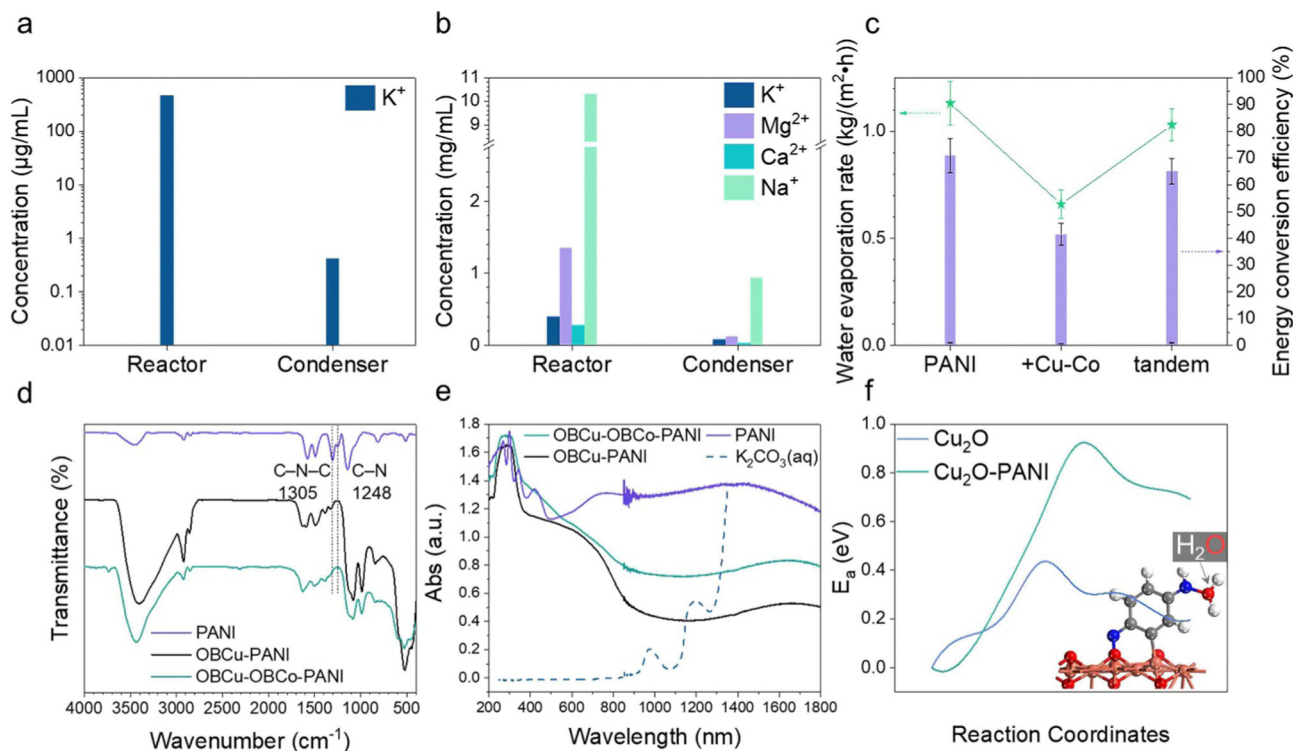 a
Concentration (µg/mL)
1000
100
10
1
0.1
0.01
K⁺
Reactor
Condenser
b
Concentration (mg/mL)
11
10
9
2
1
0
K⁺
Mg²⁺
Ca²⁺
Na⁺
Reactor
Condenser
c
Water evaporation rate (kg/(m²•h))
1.0
0.5
0.0
Energy conversion efficiency (%)
100
90
80
70
60
50
40
30
20
10
0
PANI
+Cu-Co
tandem
d
Transmittance (%)
C–N–C
1305
C–N
1248
PANI
OBCu-PANI
OBCu-OBCo-PANI
4000 3500 3000 2500 2000 1500 1000 500
Wavenumber (cm⁻¹)
e
Abs (a.u.)
1.8
1.6
1.4
1.2
1.0
0.8
0.6
0.4
0.2
0.0
OBCu-OBCo-PANI
OBCu-PANI
PANI
K₂CO₃(aq)
200 400 600 800 1000 1200 1400 1600 1800
Wavelength (nm)
f
Eₐ (eV)
1.0
0.8
0.6
0.4
0.2
0.0
Cu₂O
Cu₂O-PANI
H₂O
Reaction Coordinates